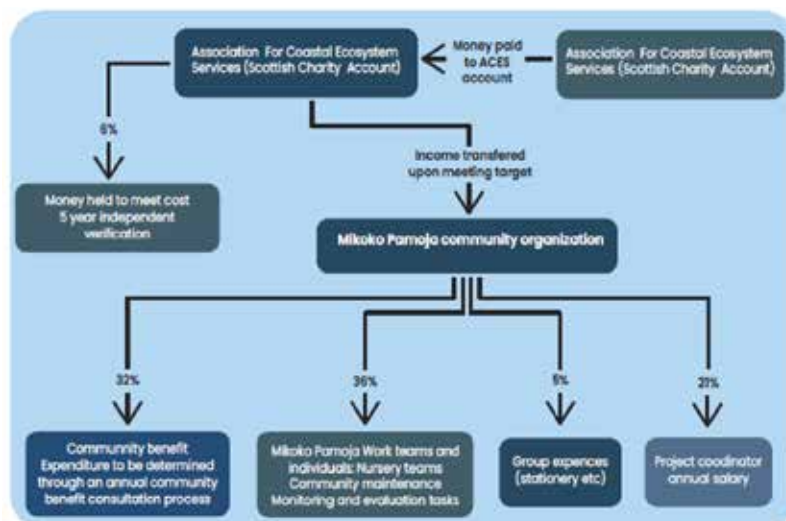 Association For Coastal Ecosystem
Services (Scottish Charity Account)
Money paid
to ACES
account
Association For Coastal Ecosystem
Services (Scottish Charity Account)
6%
Income transferred
upon meeting target
Money held to meet cost
5 year independent
verification
Mikoko Pamoja community organization
32%
36%
5%
21%
Communnity benefit
Expenditure to be determined
through an annual community
benefit consultation process
Mikoko Pamoja Work teams and
individuals: Nursery teams
Community maintenance
Monitoring and evaluation tasks
Group expences
(stationery etc)
Project coodinator
annual salary